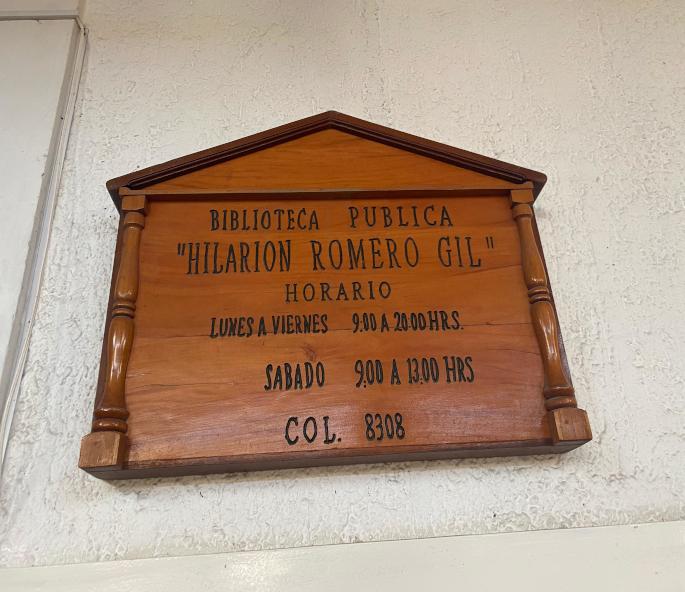 BIBLIOTECA PUBLICA
"HILARION ROMERO GIL"
HORARIO
LUNES A VIERNES 9:00 A 20:00 HRS.
SABADO 9:00 A 13:00 HRS
COL. 8308